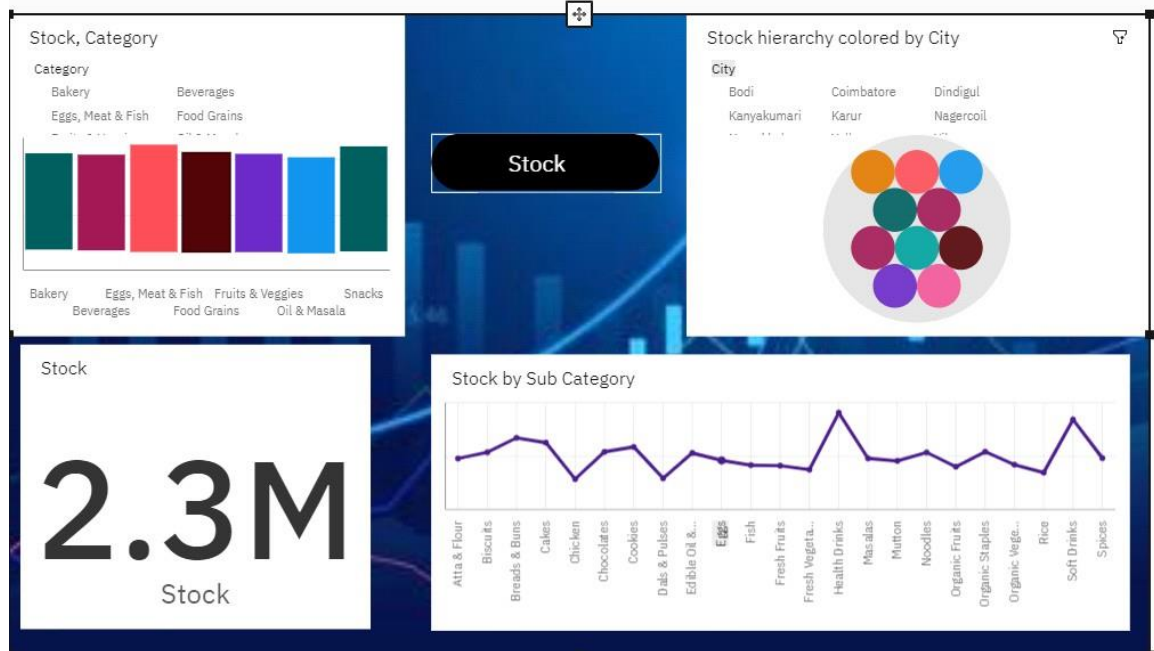 Stock, Category
Category
Bakery Beverages
Eggs, Meat & Fish Food Grains
Bakery Eggs, Meat & Fish Fruits & Veggies Snacks
Beverages Food Grains Oil & Masala
Stock
Stock hierarchy colored by City
City
Bodi Coimbatore Dindigul
Kanyakumari Karur Nagercoil
Stock
2.3M
Stock
Stock by Sub Category
Atta & Flour
Biscuits
Breads & Buns
Cakes
Chicken
Chocolates
Cookies
Dals & Pulses
Edible Oil &...
Eggs
Fish
Fresh Fruits
Fresh Vegeta...
Health Drinks
Masalas
Mutton
Noodles
Organic Fruits
Organic Staples
Organic Vege...
Rice
Soft Drinks
Spices